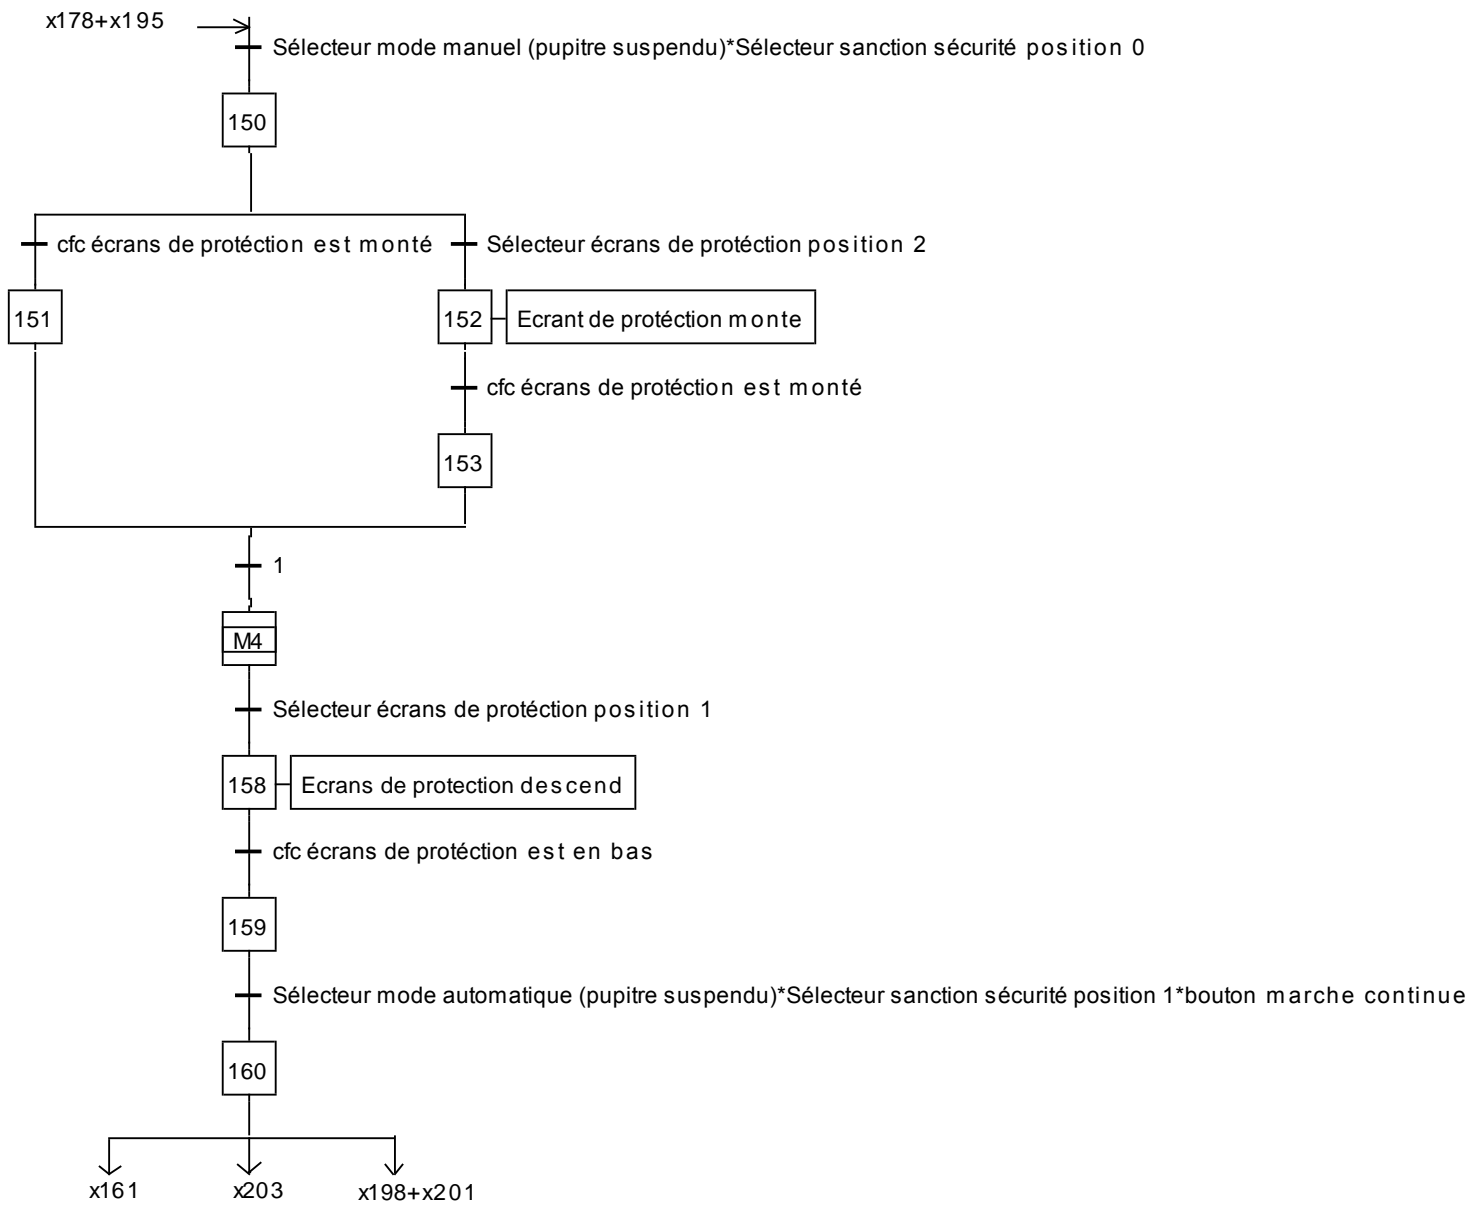 x178+x195
Sélecteur mode manuel (pupitre suspendu)*Sélecteur sanction sécurité position 0
150
cfc écrans de protéction est monté
Sélecteur écrans de protéction position 2
151
152
Ecrant de protéction monte
cfc écrans de protéction est monté
153
1
M4
Sélecteur écrans de protéction position 1
158
Ecrans de protection descend
cfc écrans de protéction est en bas
159
Sélecteur mode automatique (pupitre suspendu)*Sélecteur sanction sécurité position 1*bouton marche continue
160
x161
x203
x198+x201